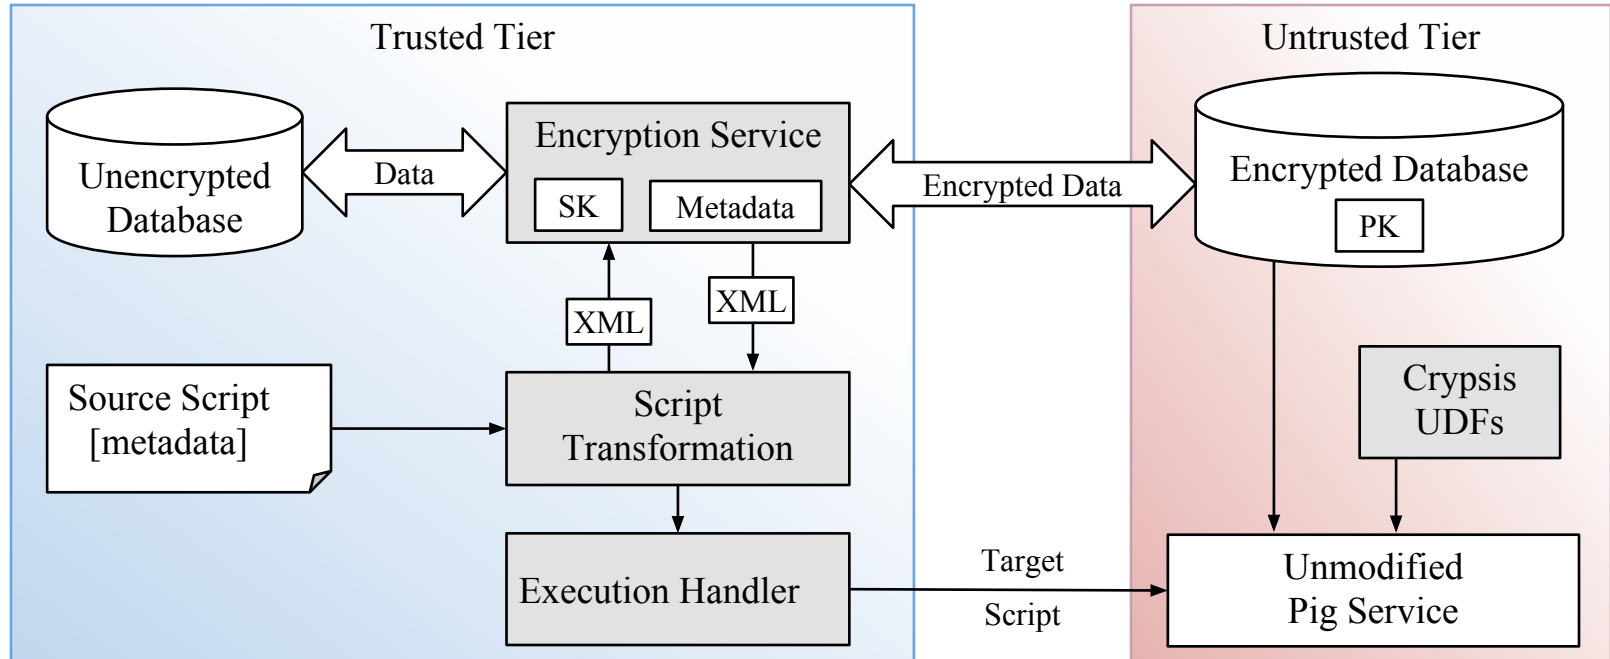 Trusted Tier
Untrusted Tier
Unencrypted
Database
Data
Encryption Service
SK
Metadata
Encrypted Data
Encrypted Database
PK
XML
XML
Source Script
[metadata]
Script
Transformation
Crypsis
UDFs
Execution Handler
Target
Script
Unmodified
Pig Service